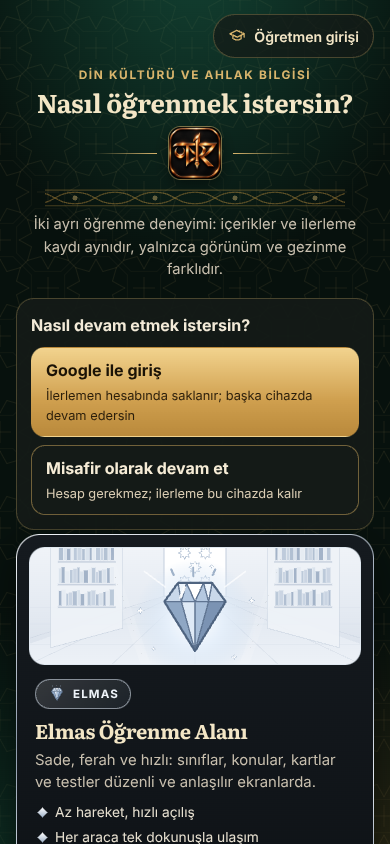 Öğretmen girişi
DİN KÜLTÜRÜ VE AHLAK BİLGİSİ
Nasıl öğrenmek istersin?
İki ayrı öğrenme deneyimi: içerikler ve ilerleme
kaydı aynıdır, yalnızca görünüm ve gezinme
farklıdır.
Nasıl devam etmek istersin?
Google ile giriş
İlerlemen hesabında saklanır; başka cihazda
devam edersin
Misafir olarak devam et
Hesap gerekmez; ilerleme bu cihazda kalır
ELMAS
Elmas Öğrenme Alanı
Sade, ferah ve hızlı: sınıflar, konular, kartlar
ve testler düzenli ve anlaşılır ekranlarda.
Az hareket, hızlı açılış
Her araca tek dokunuşla ulaşım